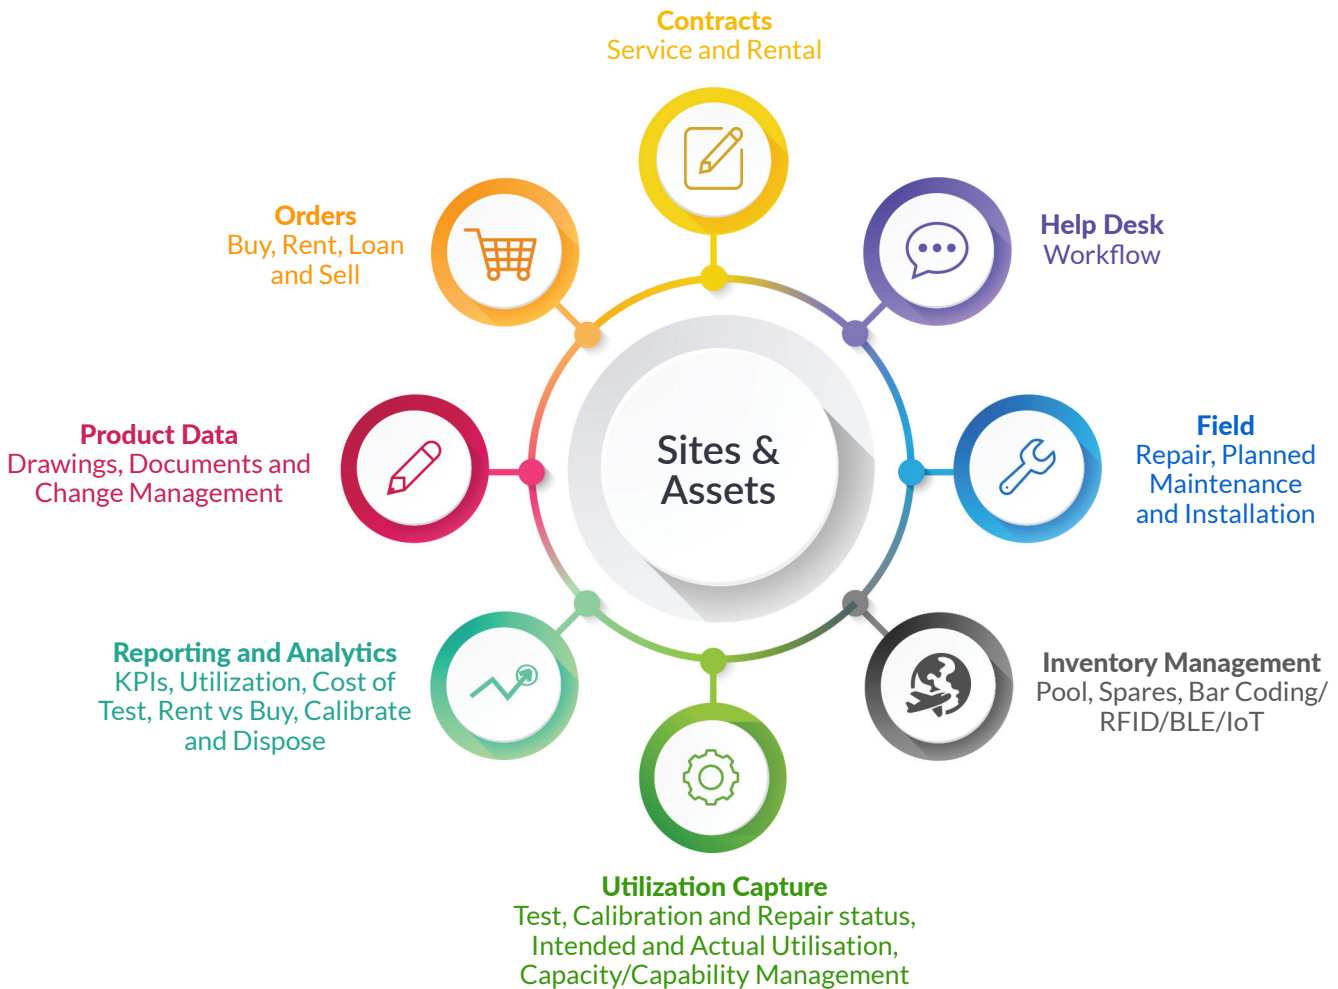 Contracts
Service and Rental
Orders
Buy, Rent, Loan
and Sell
Help Desk
Workflow
Product Data
Drawings, Documents and
Change Management
Sites &
Assets
Field
Repair, Planned
Maintenance
and Installation
Reporting and Analytics
KPIs, Utilization, Cost of
Test, Rent vs Buy, Calibrate
and Dispose
Inventory Management
Pool, Spares, Bar Coding/
RFID/BLE/IoT
Utilization Capture
Test, Calibration and Repair status,
Intended and Actual Utilisation,
Capacity/Capability Management